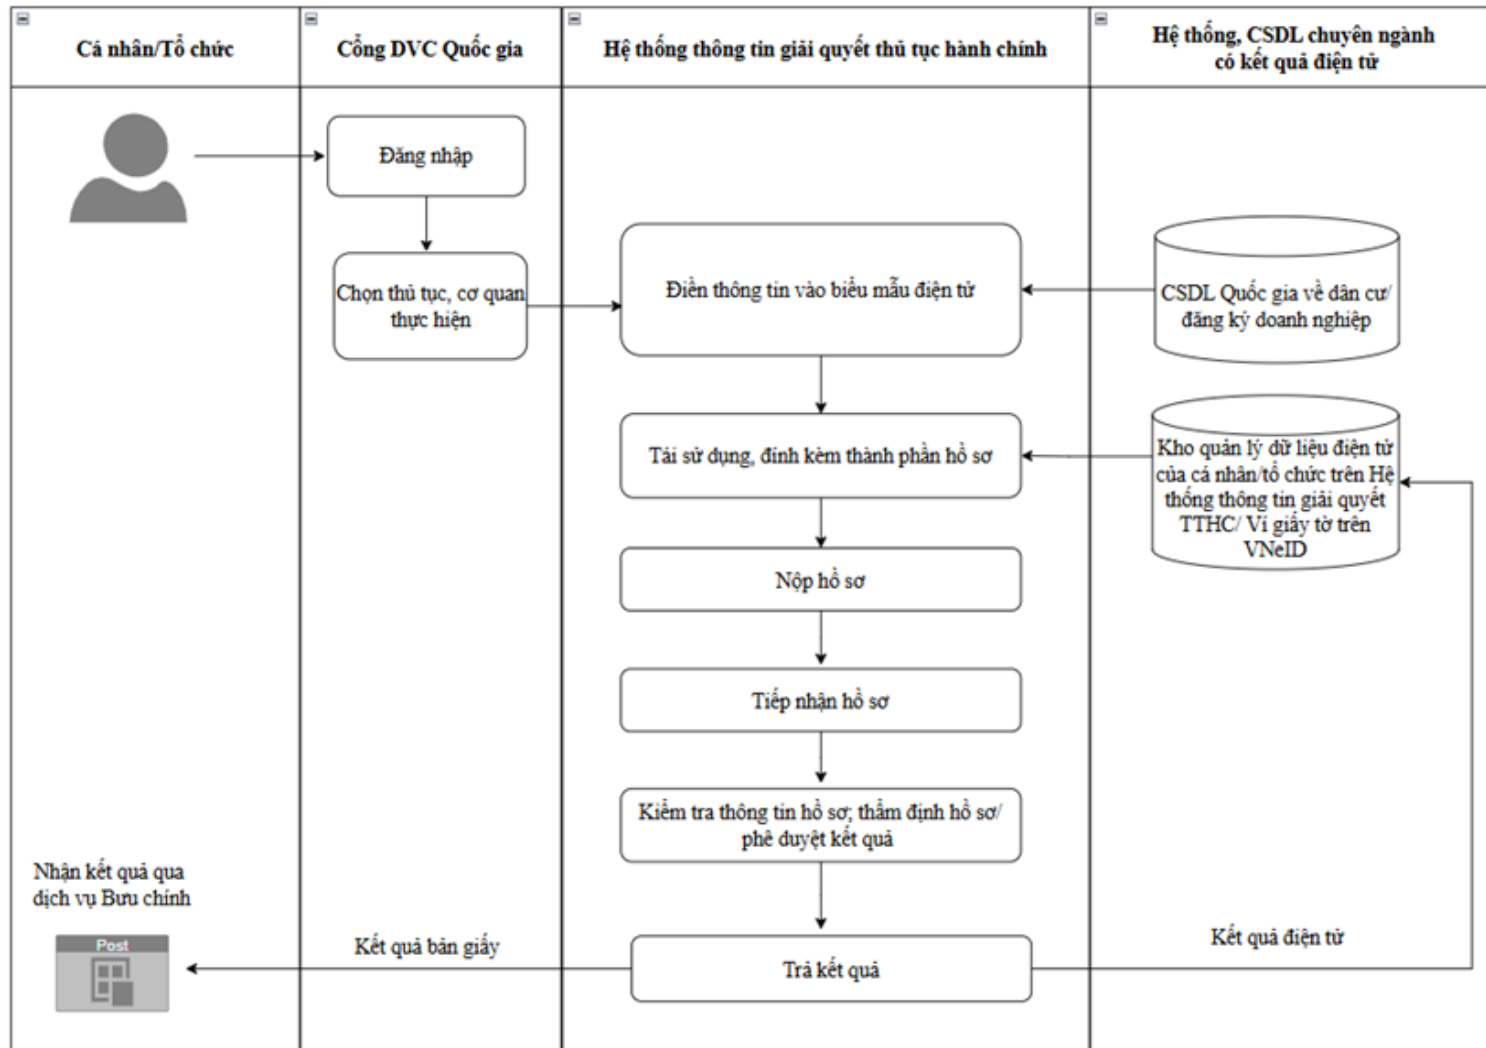 Cá nhân/Tổ chức
Cổng DVC Quốc gia
Hệ thống thông tin giải quyết thủ tục hành chính
Hệ thống, CSDL chuyên ngành
có kết quả điện tử
Đăng nhập
Chọn thủ tục, cơ quan
thực hiện
Điền thông tin vào biểu mẫu điện tử
CSDL Quốc gia về dân cư/
đăng ký doanh nghiệp
Tái sử dụng, đính kèm thành phần hồ sơ
Kho quản lý dữ liệu điện tử
của cá nhân/tổ chức trên Hệ
thống thông tin giải quyết
TTHC/ Ví giấy tờ trên
VNeID
Nộp hồ sơ
Tiếp nhận hồ sơ
Kiểm tra thông tin hồ sơ; thẩm định hồ sơ/
phê duyệt kết quả
Nhận kết quả qua
dịch vụ Bưu chính
Post
Kết quả bản giấy
Trả kết quả
Kết quả điện tử